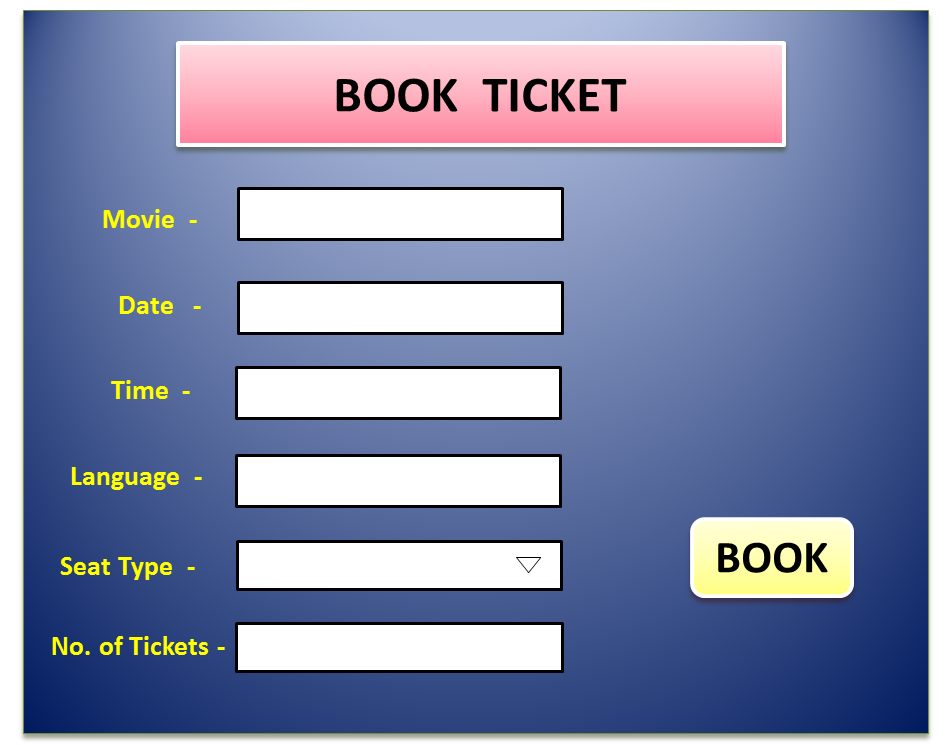 BOOK TICKET
Movie -
Date -
Time -
Language -
Seat Type -
BOOK
No. of Tickets -